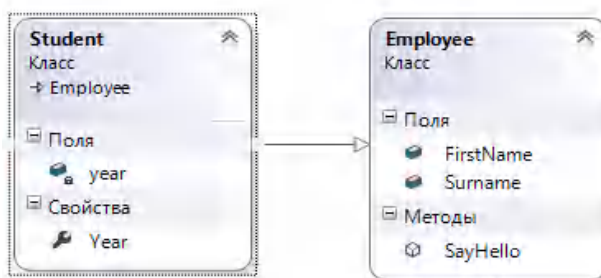 Student
Класс
Employee
Поля
year
Свойства
Year
Employee
Класс
Поля
FirstName
Surname
Методы
SayHello